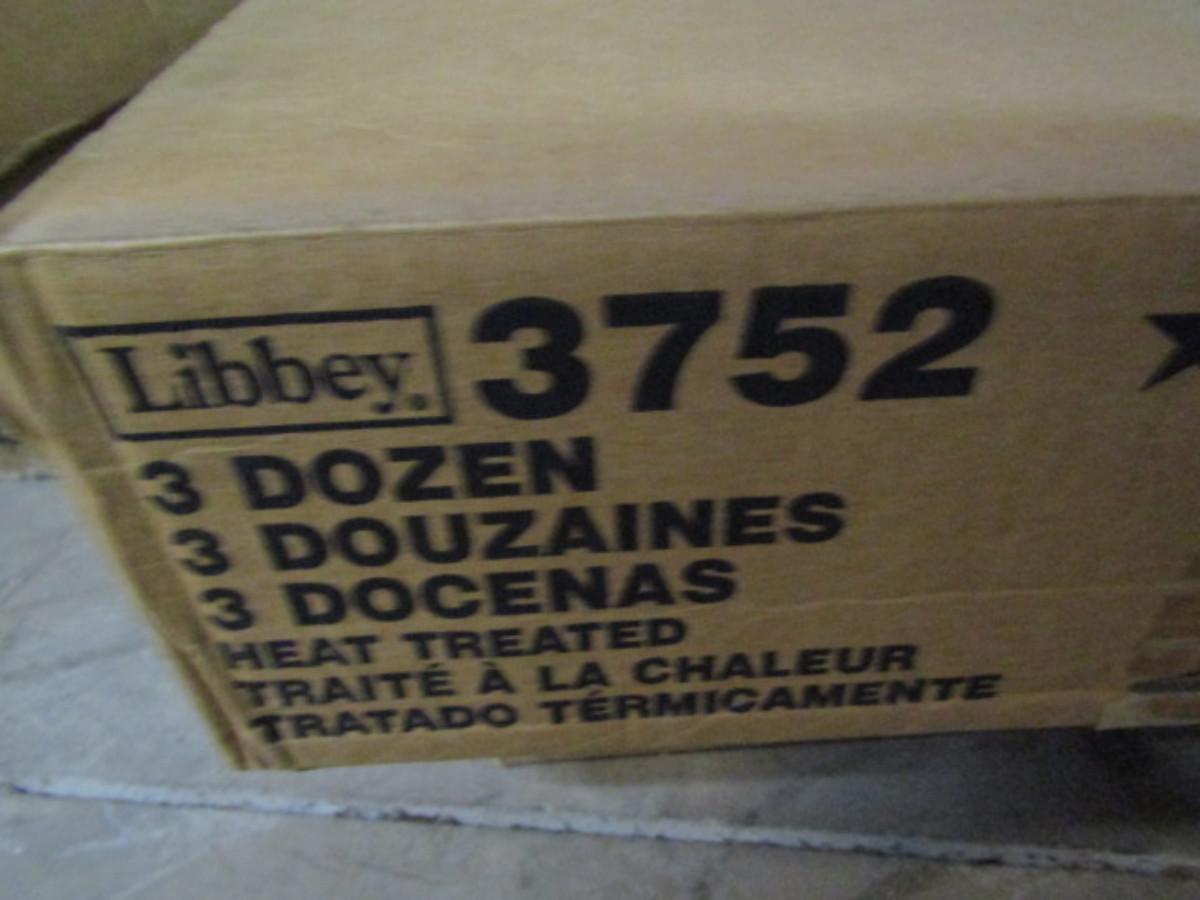 Libbey. 3752
3 DOZEN
3 DOUZAINES
3 DOCENAS
HEAT TREATED
TRAITÉ À LA CHALEUR
TRATADO TÉRMICAMENTE